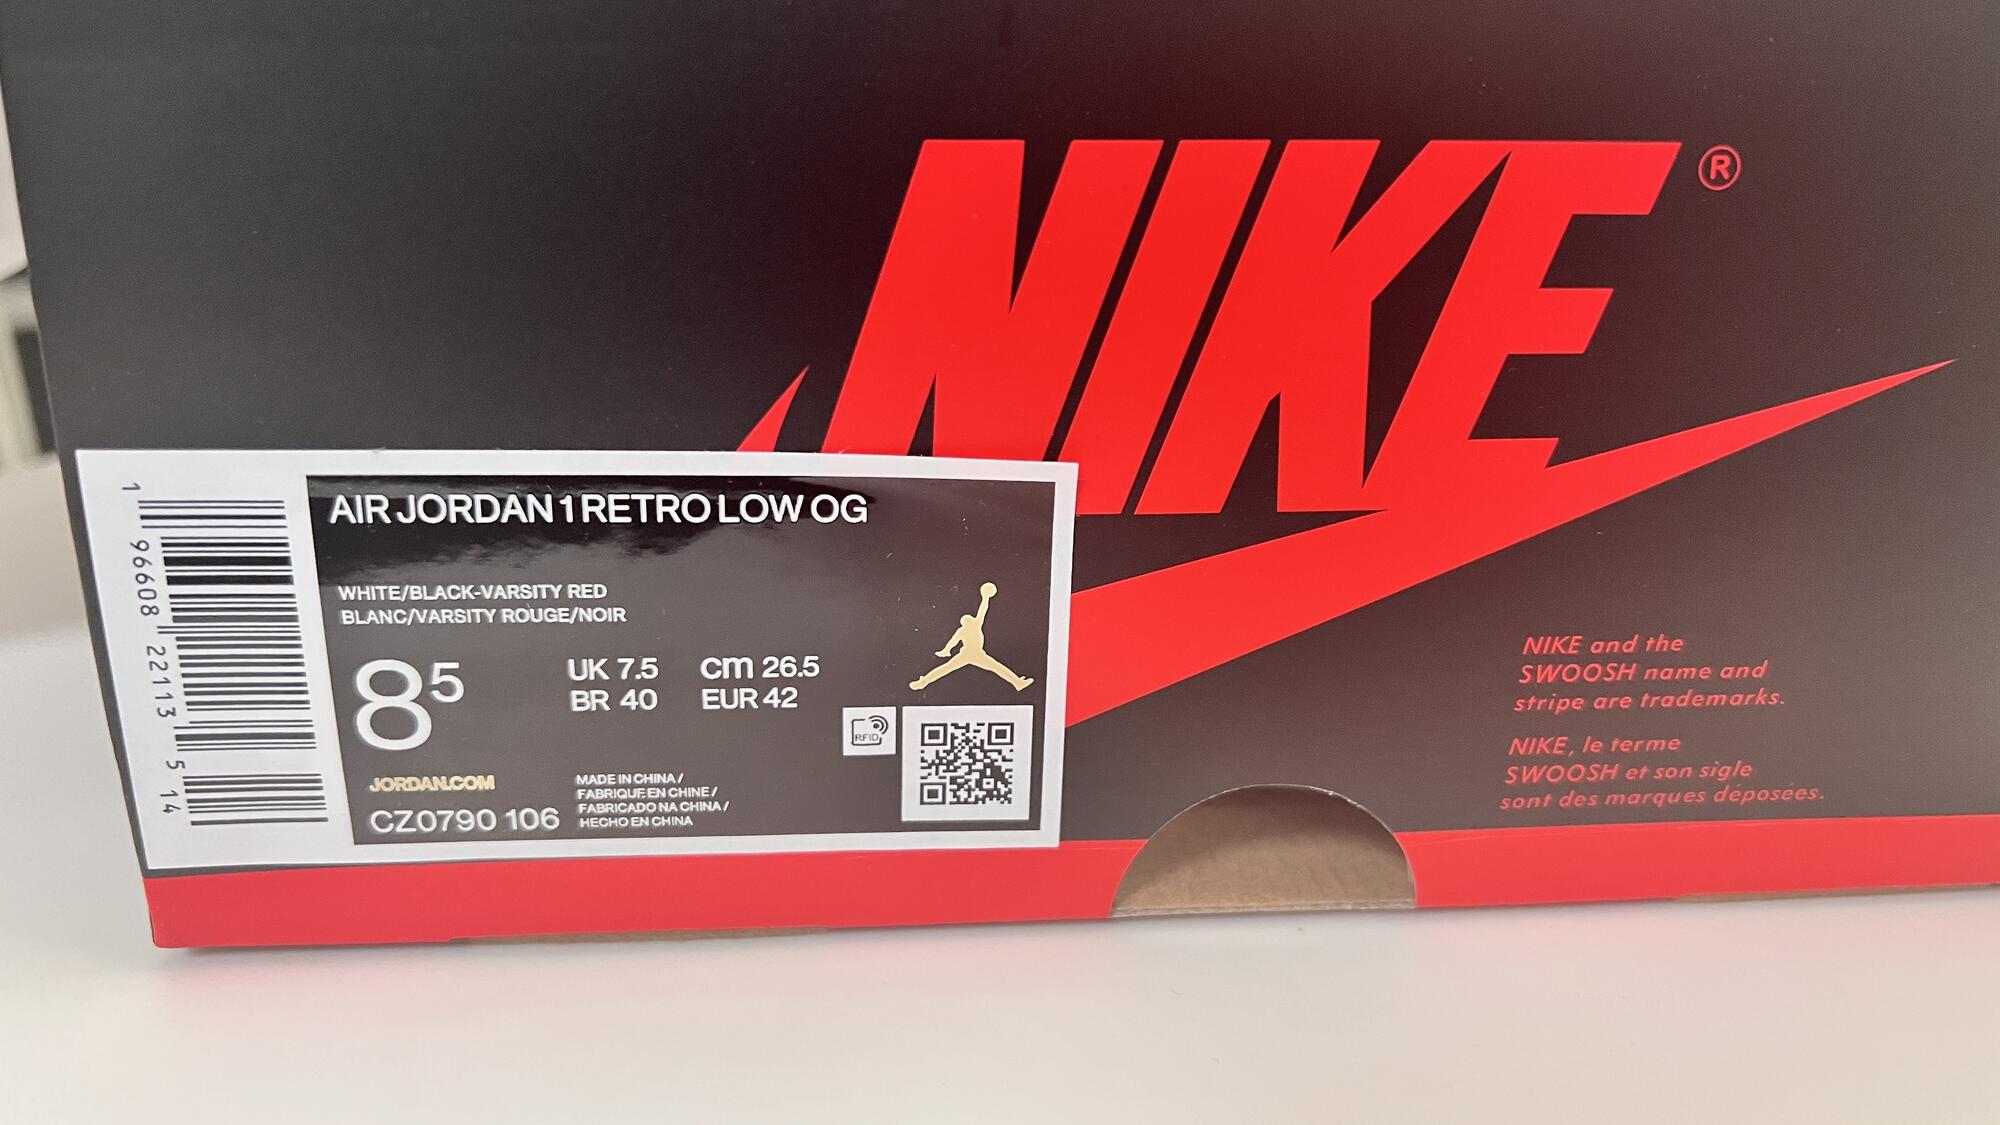 NIKE®
AIR JORDAN 1 RETRO LOW OG
WHITE/BLACK-VARSITY RED
BLANC/VARSITY ROUGE/NOIR
8 5
UK 7.5 cm 26.5
BR 40 EUR 42
RFID
JORDAN.COM
CZ0790 106
MADE IN CHINA /
FABRIQUE EN CHINE /
FABRICADO NA CHINA /
HECHO EN CHINA
1 96608 22113 5 14
NIKE and the
SWOOSH name and
stripe are trademarks.
NIKE, le terme
SWOOSH et son sigle
sont des marques déposées.